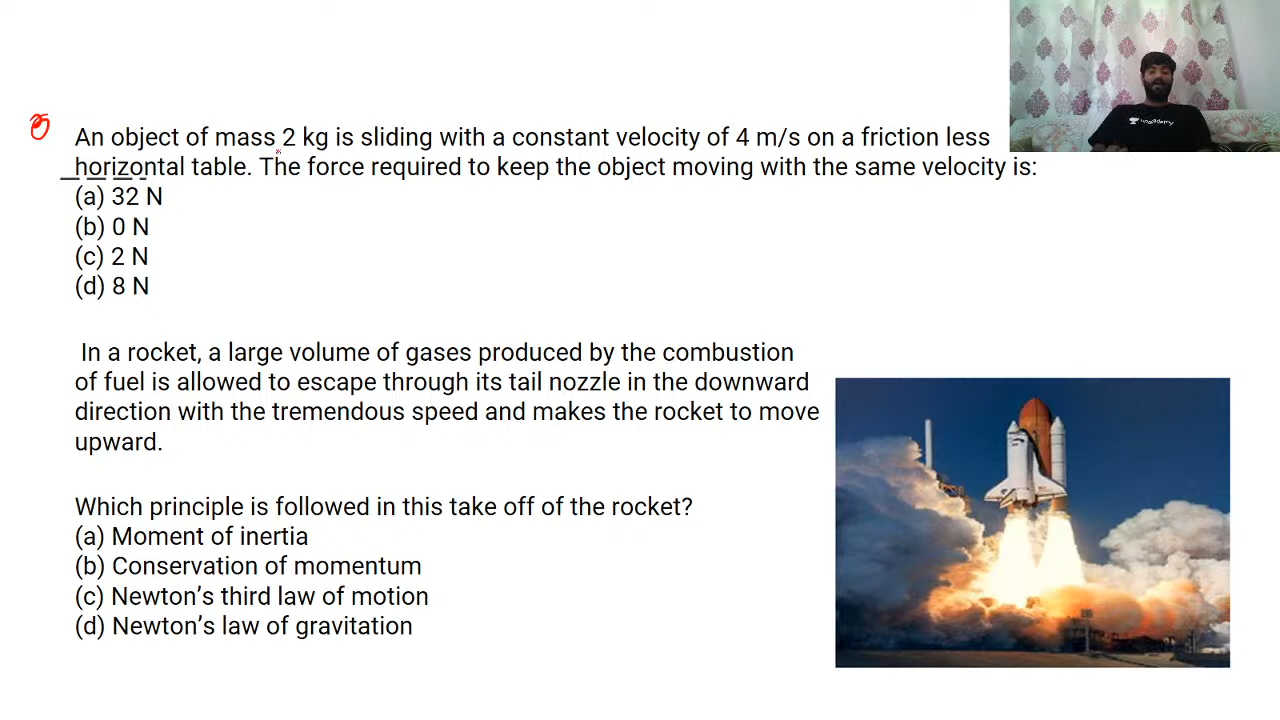 An object of mass 2 kg is sliding with a constant velocity of 4 m/s on a friction less
horizontal table. The force required to keep the object moving with the same velocity is:
(a) 32 N
(b) 0 N
(c) 2 N
(d) 8 N
In a rocket, a large volume of gases produced by the combustion
of fuel is allowed to escape through its tail nozzle in the downward
direction with the tremendous speed and makes the rocket to move
upward.
Which principle is followed in this take off of the rocket?
(a) Moment of inertia
(b) Conservation of momentum
(c) Newton’s third law of motion
(d) Newton’s law of gravitation
unacademy